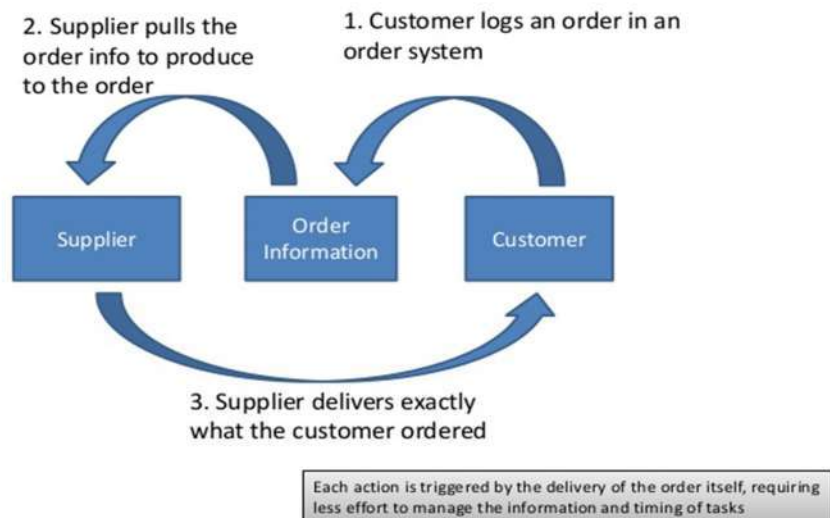 2. Supplier pulls the
order info to produce
to the order
1. Customer logs an order in an
order system
Supplier
Order
Information
Customer
3. Supplier delivers exactly
what the customer ordered
Each action is triggered by the delivery of the order itself, requiring
less effort to manage the information and timing of tasks